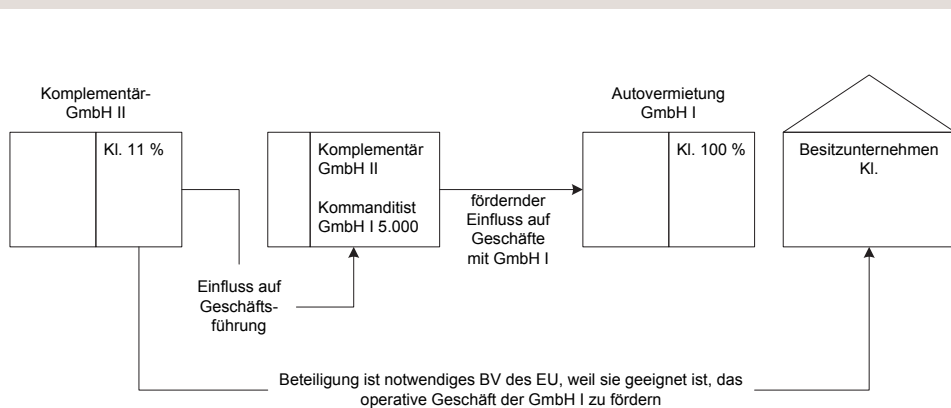 Komplementär-
GmbH II
Kl. 11 %
Komplementär
GmbH II
Kommanditist
GmbH I 5.000
Einfluss auf
Geschäfts-
führung
fördernder
Einfluss auf
Geschäfte
mit GmbH I
Autovermietung
GmbH I
Kl. 100 %
Besitzunternehmen
Kl.
Beteiligung ist notwendiges BV des EU, weil sie geeignet ist, das
operative Geschäft der GmbH I zu fördern